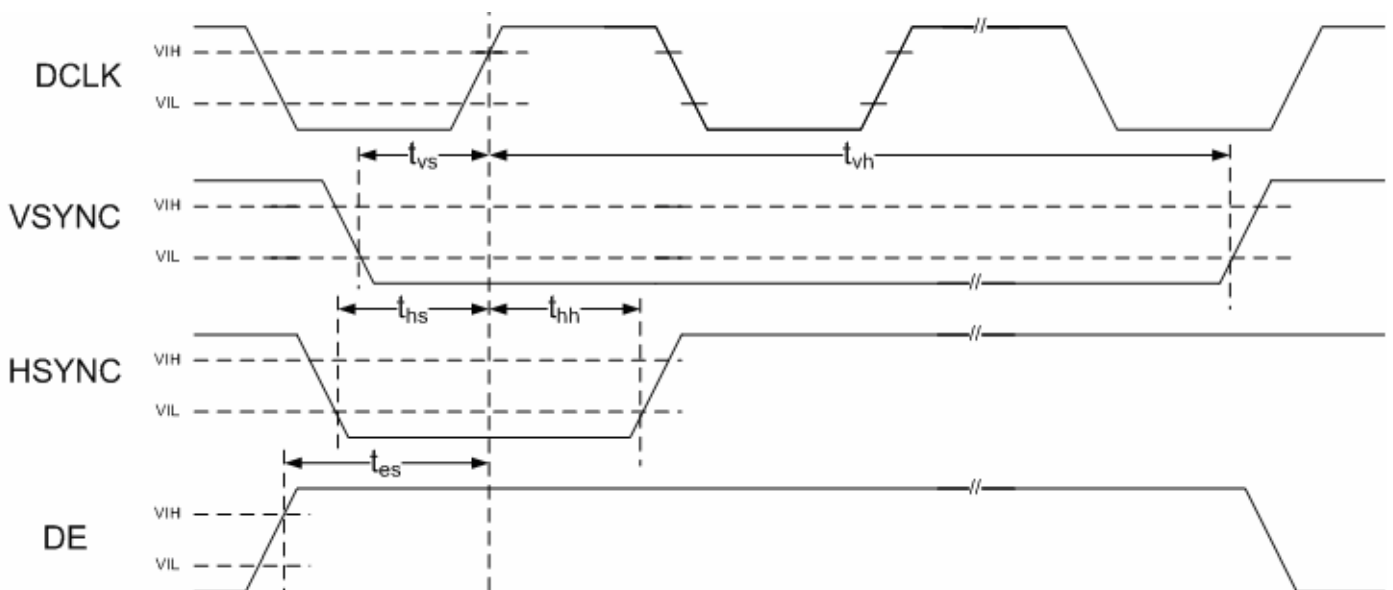 VIH
DCLK
VIL
tvs
tvh
VIH
VSYNC
VIL
ths
thh
VIH
HSYNC
VIL
tes
VIH
DE
VIL